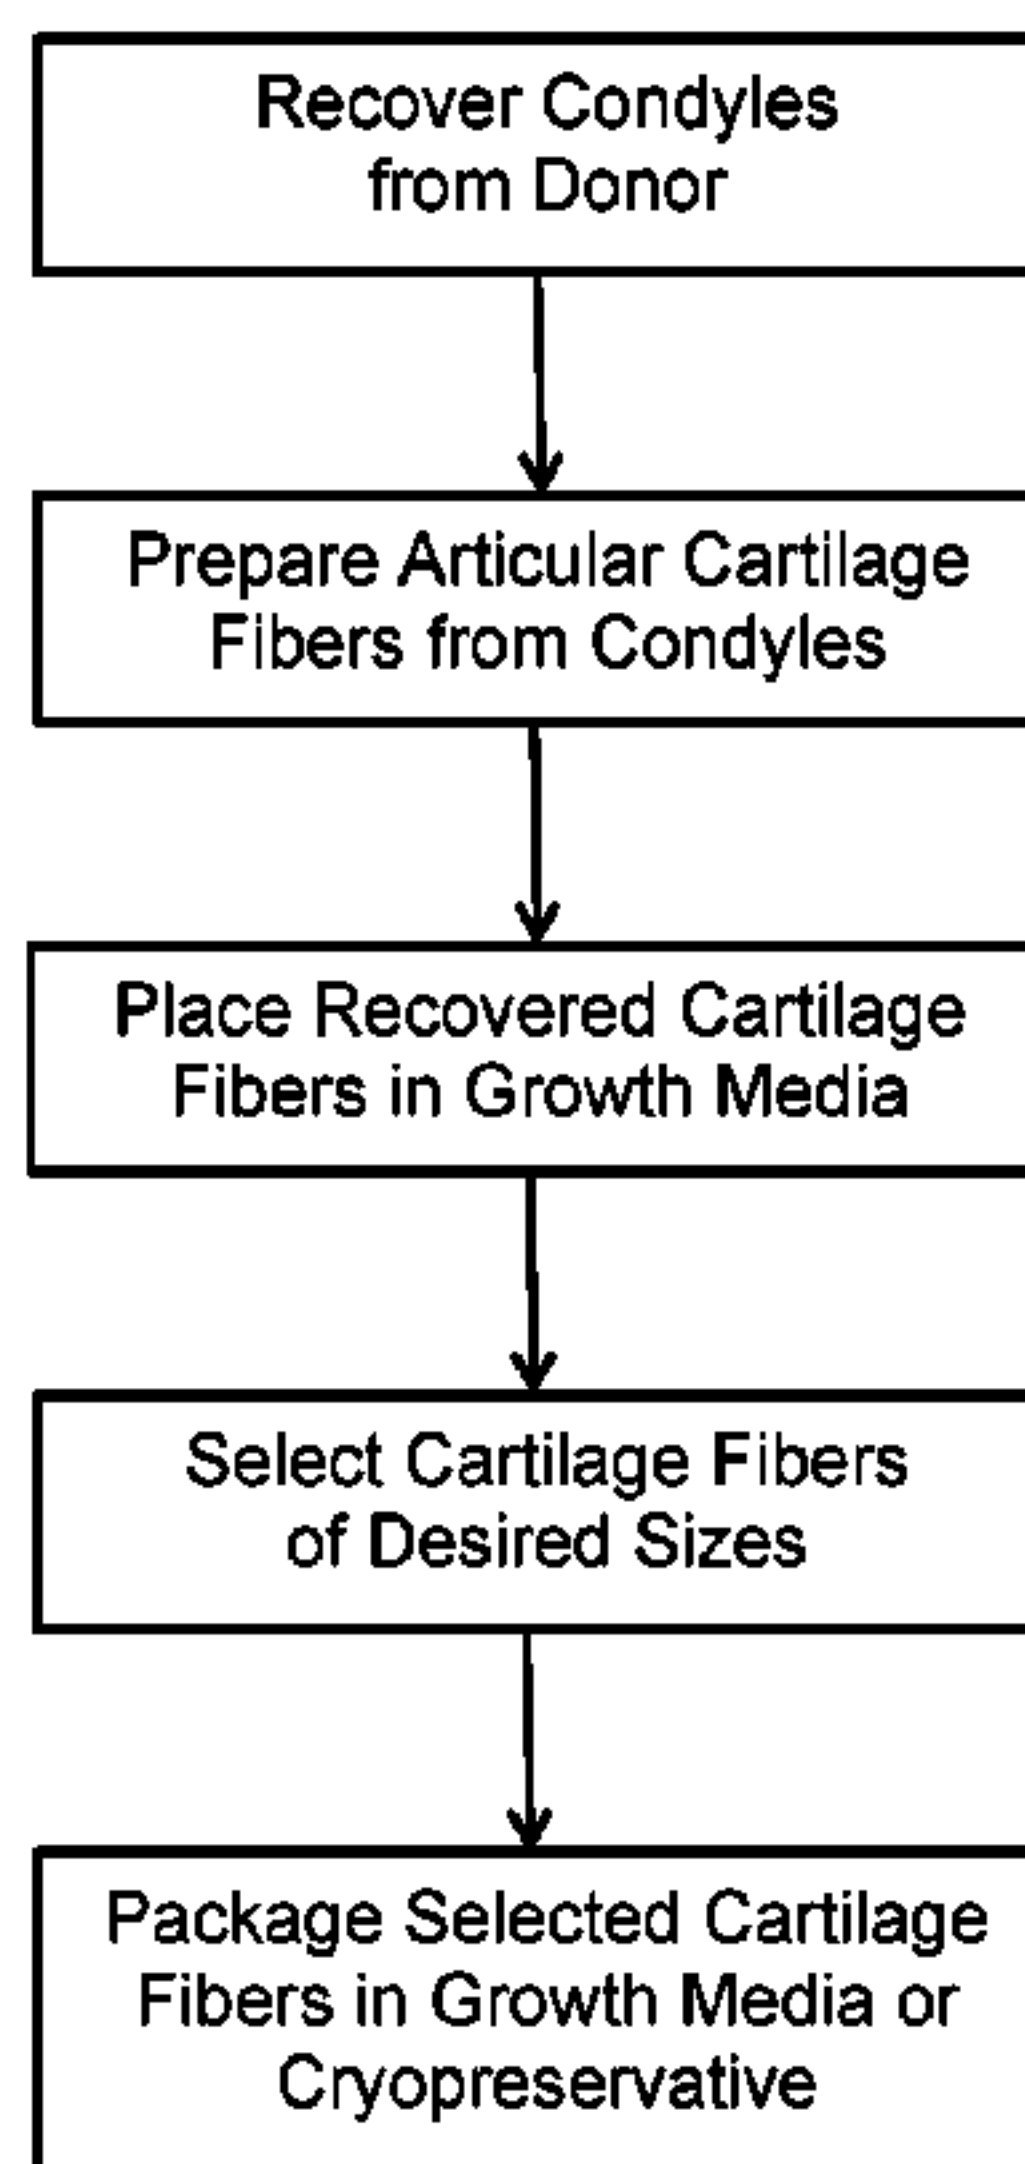 Recover Condyles
from Donor
Prepare Articular Cartilage
Fibers from Condyles
Place Recovered Cartilage
Fibers in Growth Media
Select Cartilage Fibers
of Desired Sizes
Package Selected Cartilage
Fibers in Growth Media or
Cryopreservative